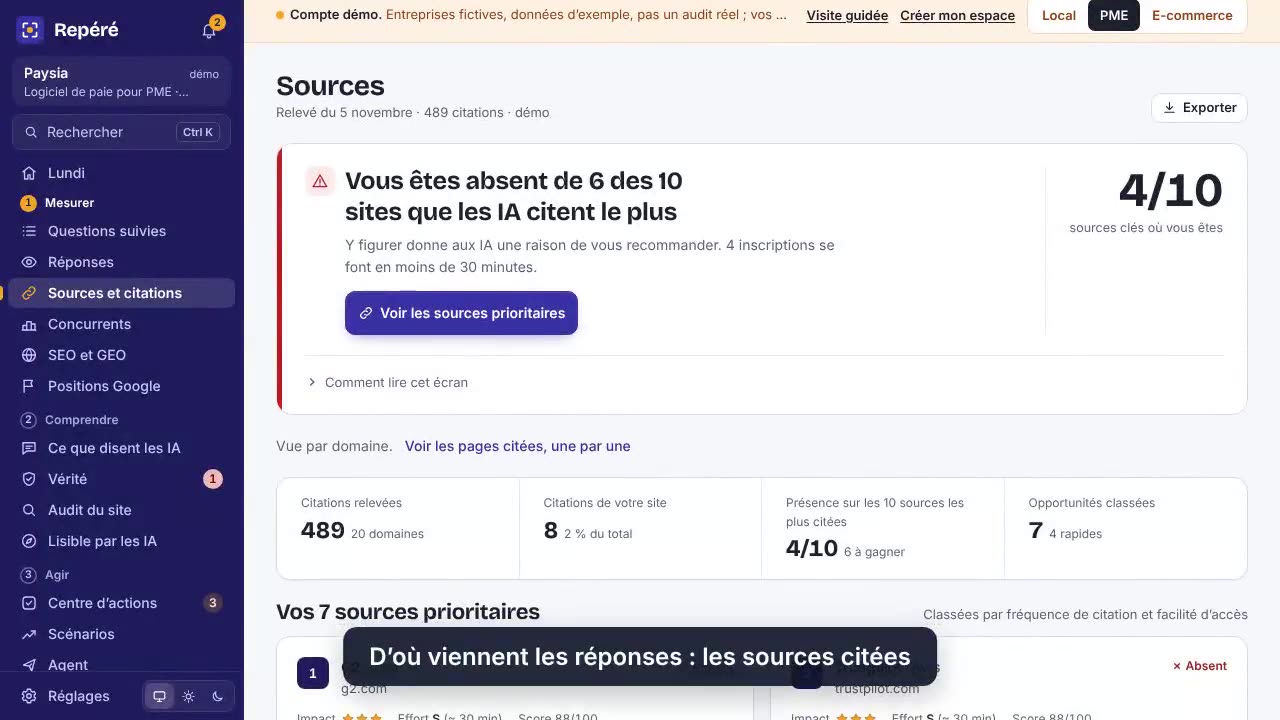 Repéré
2
Paysia
démo
Logiciel de paie pour PME ·...
Rechercher
Ctrl K
Lundi
1 Mesurer
Questions suivies
Réponses
Sources et citations
Concurrents
SEO et GEO
Positions Google
2 Comprendre
Ce que disent les IA
Vérité
1
Audit du site
Lisible par les IA
3 Agir
Centre d’actions
3
Scénarios
Agent
Réglages
Compte démo. Entreprises fictives, données d’exemple, pas un audit réel ; vos ...
Visite guidée
Créer mon espace
Local
PME
E-commerce
Sources
Relevé du 5 novembre · 489 citations · démo
Exporter
Vous êtes absent de 6 des 10
sites que les IA citent le plus
Y figurer donne aux IA une raison de vous recommander. 4 inscriptions se
font en moins de 30 minutes.
Voir les sources prioritaires
4/10
sources clés où vous êtes
Comment lire cet écran
Vue par domaine. Voir les pages citées, une par une
Citations relevées
489 20 domaines
Citations de votre site
8 2 % du total
Présence sur les 10 sources les
plus citées
4/10 6 à gagner
Opportunités classées
7 4 rapides
Vos 7 sources prioritaires
Classées par fréquence de citation et facilité d’accès
D’où viennent les réponses : les sources citées
1
g2.com
trustpilot.com
× Absent
Impact ★★★ Effort S (~ 30 min) Score 88/100
Impact ★★★ Effort S (~ 30 min) Score 88/100